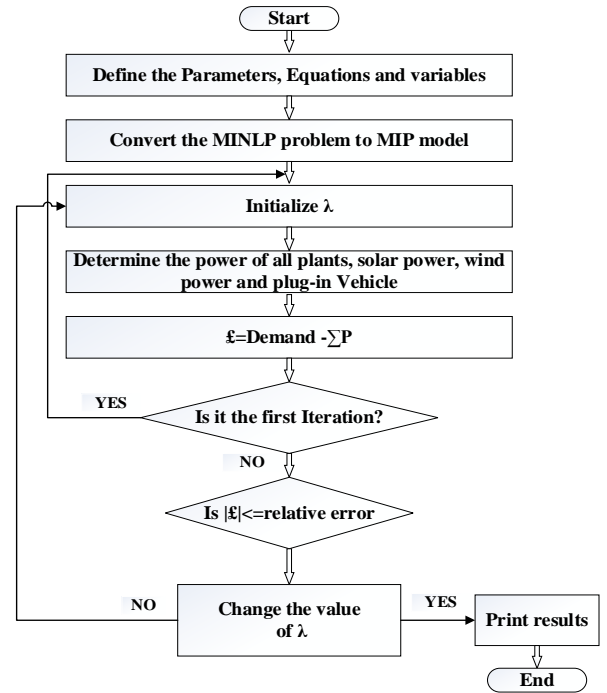 Start
Define the Parameters, Equations and variables
Convert the MINLP problem to MIP model
Initialize λ
Determine the power of all plants, solar power, wind
power and plug-in Vehicle
£=Demand -∑P
YES
Is it the first Iteration?
NO
Is |£|<=relative error
NO
Change the value
of λ
YES
Print results
End